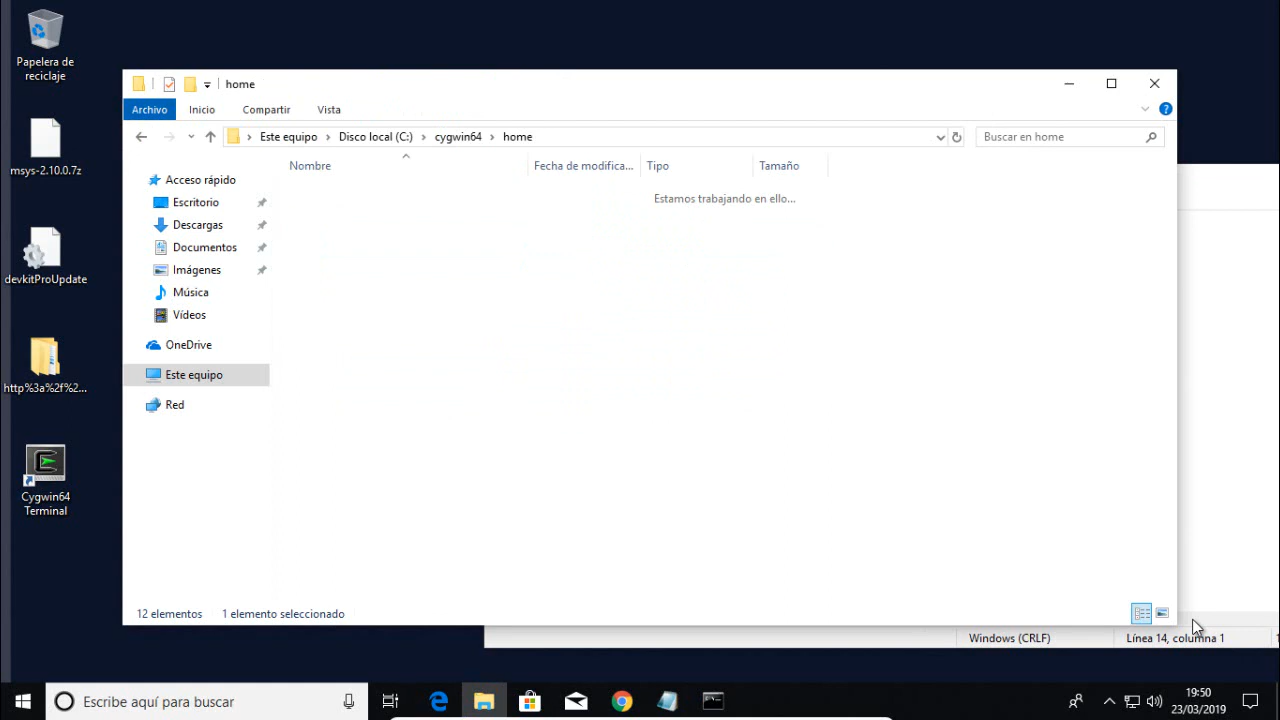 Papelera de
reciclaje
msys-2.10.0.7z
devkitProUpdate
http%3a%2f%2...
Cygwin64
Terminal
home
Archivo Inicio Compartir Vista
Este equipo Disco local (C:) cygwin64 home
Buscar en home
Nombre Fecha de modifica... Tipo Tamaño
Estamos trabajando en ello...
Acceso rápido
Escritorio
Descargas
Documentos
Imágenes
Música
Vídeos
OneDrive
Este equipo
Red
12 elementos 1 elemento seleccionado
Windows (CRLF) Línea 14, columna 1
Escribe aquí para buscar
19:50
23/03/2019